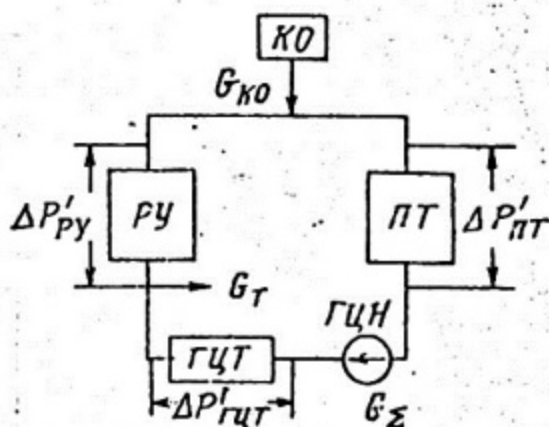 КО
G_КО
ΔP'_РУ
РУ
ПТ
ΔP'_ПТ
G_Т
ГЦН
ГЦТ
ΔP'_ГЦТ
G_Σ